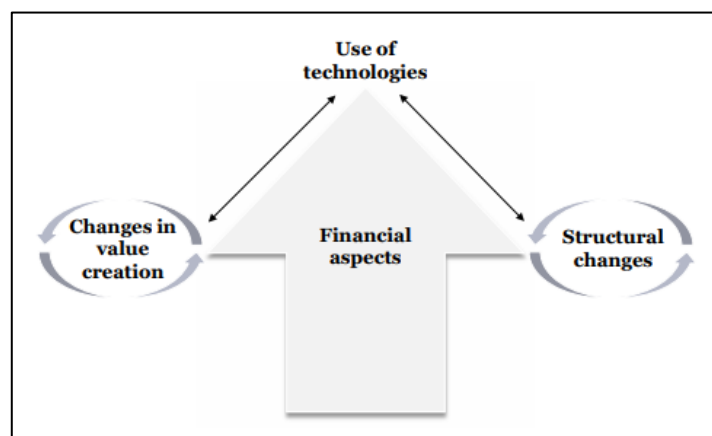 Use of
technologies
Changes in
value
creation
Financial
aspects
Structural
changes